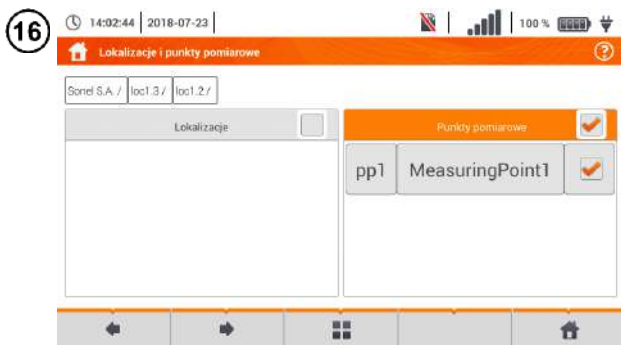 16
14:02:44 2018-07-23 100 %
Lokalizacje i punkty pomiarowe
Sonel S.A. / loc1.3 / loc1.2 /
Lokalizacje Punkty pomiarowe
pp1 MeasuringPoint1